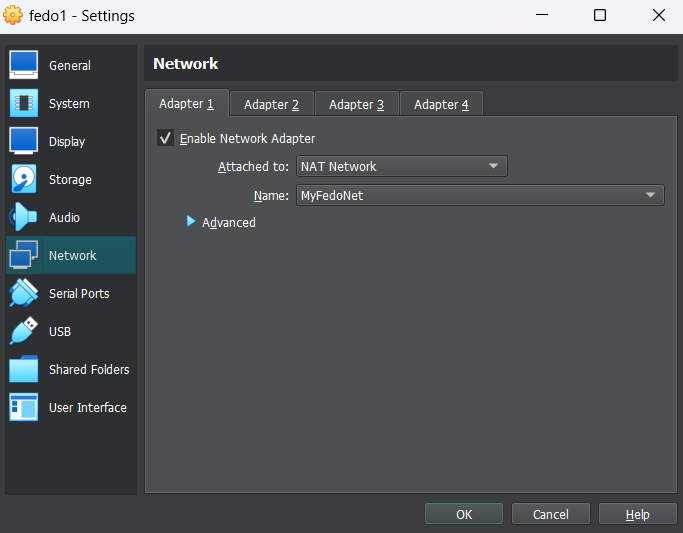 fedo1 - Settings
General
System
Display
Storage
Audio
Network
Serial Ports
USB
Shared Folders
User Interface
Network
Adapter 1
Adapter 2
Adapter 3
Adapter 4
Enable Network Adapter
Attached to: NAT Network
Name: MyFedoNet
Advanced
OK
Cancel
Help